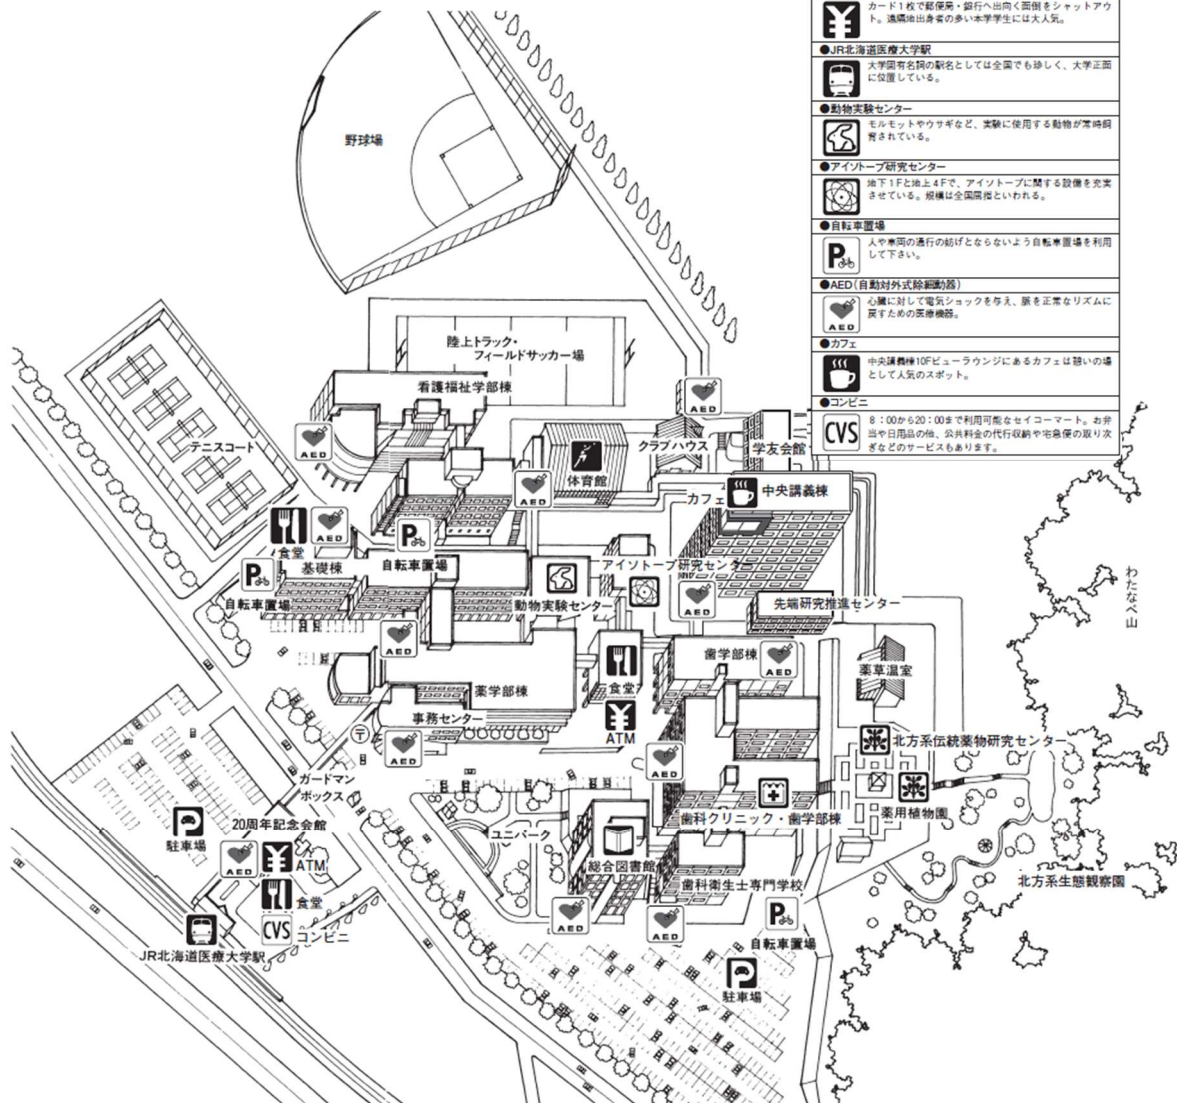 カード1枚で郵便局・銀行へ出向く面倒をシャットアウ
ト。遠隔地出身者の多い本学学生には大人気。
●JR北海道医療大学駅
大学固有名詞の駅名としては全国でも珍しく、大学正面
に位置している。
●動物実験センター
モルモットやウサギなど、実験に使用する動物が常時飼
育されている。
●アイソトープ研究センター
地下1Fと地上4Fで、アイソトープに関する設備を充実
させている。規模は全国屈指といわれる。
●自転車置場
P
人や車両の通行の妨げとならないよう自転車置場を利用
して下さい。
●AED(自動対外式除細動器)
AED
心臓に対して電気ショックを与え、脈を正常なリズムに
戻すための医療機器。
●カフェ
中央講義棟10Fビューラウンジにあるカフェは憩いの場
として人気のスポット。
●コンビニ
CVS
8:00から20:00まで利用可能なセイコーマート。お弁
当や日用品の他、公共料金の代行収納や宅急便の取り次
ぎなどのサービスもあります。
野球場
陸上トラック・
フィールドサッカー場
看護福祉学部棟
AED
テニスコート
AED
体育館
クラブハウス
学友会館
AED
カフェ
中央講義棟
食堂
AED
P
自転車置場
基礎棟
P
自転車置場
動物実験センター
アイソトープ研究センター
AED
先端研究推進センター
わたなべ山
AED
薬学部棟
食堂
歯学部棟
AED
薬草温室
事務センター
〒
AED
ATM
AED
北方系伝統薬物研究センター
ガードマン
ボックス
歯科クリニック・歯学部棟
薬用植物園
P
駐車場
20周年記念会館
ユニパーク
AED
ATM
総合図書館
歯科衛生士専門学校
北方系生態観察園
食堂
CVS
コンビニ
JR北海道医療大学駅
AED
AED
P
自転車置場
P
駐車場